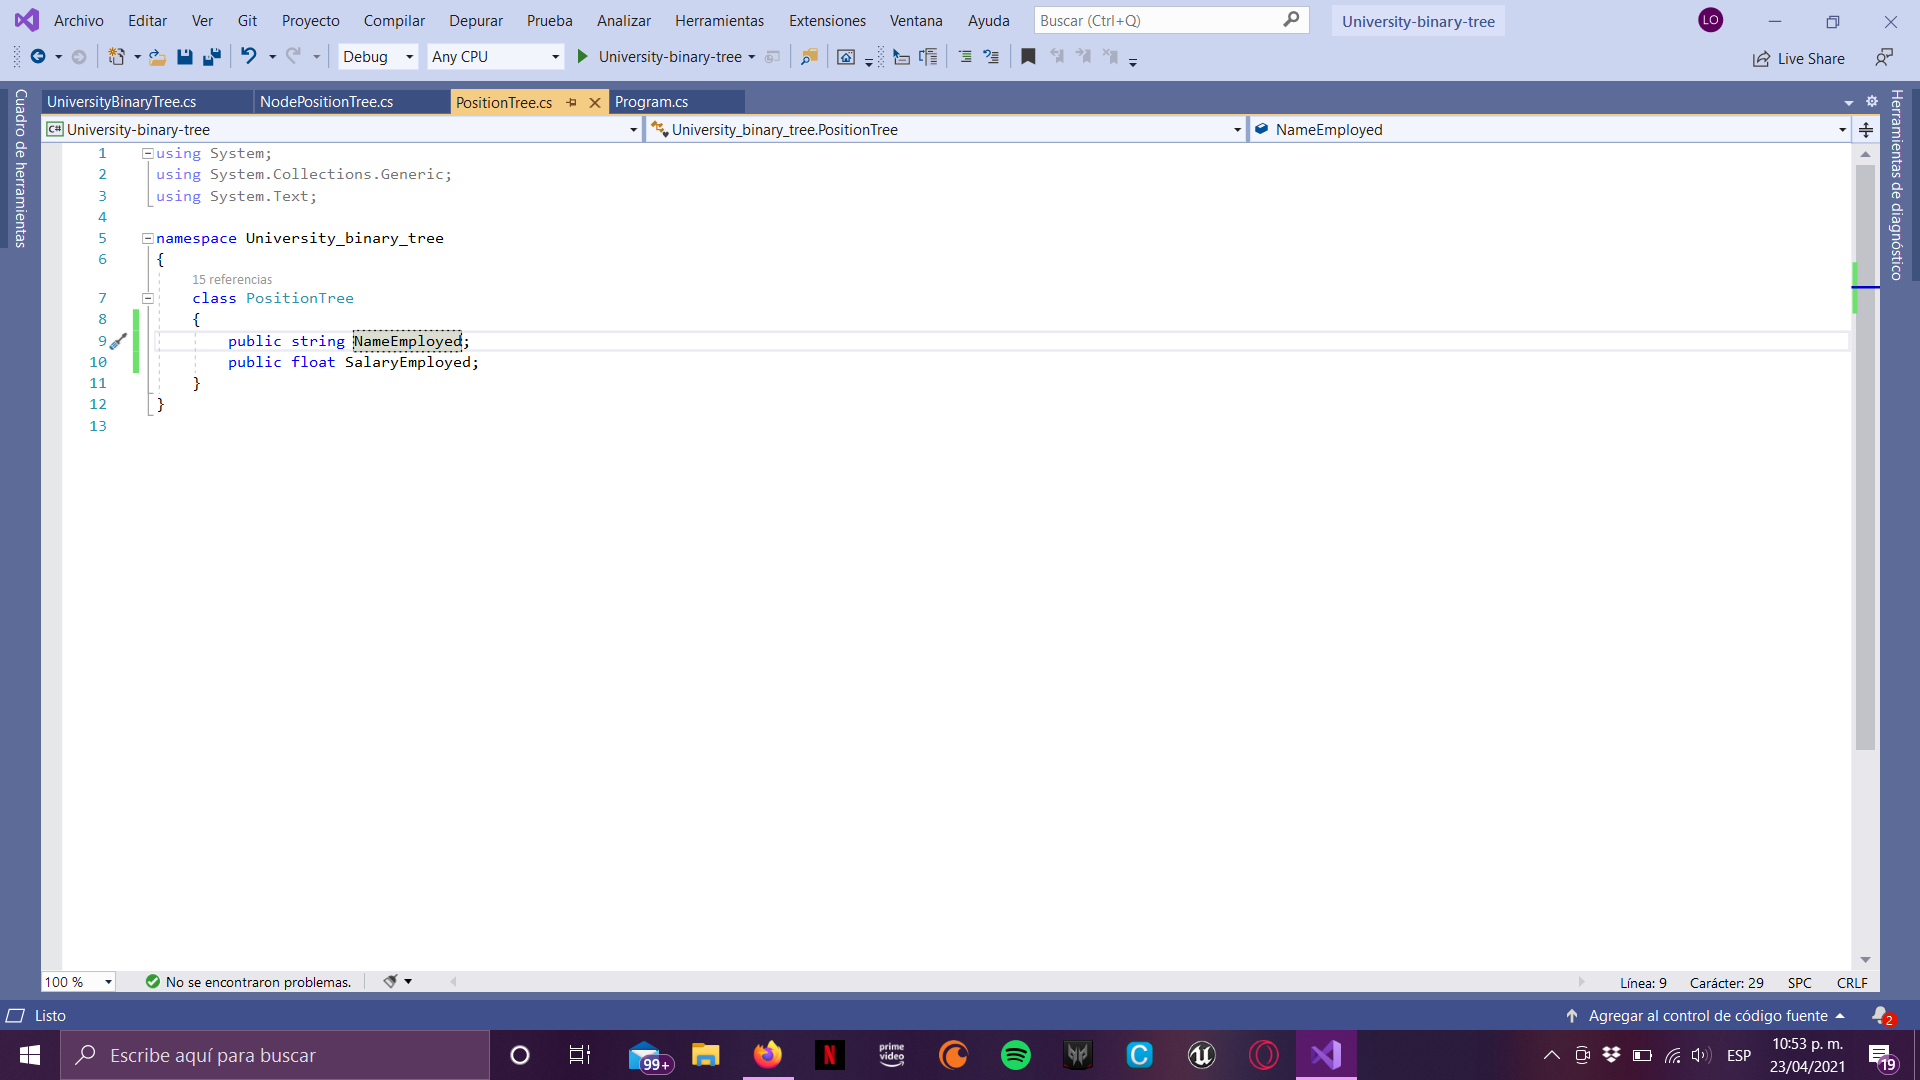 Archivo Editar Ver Git Proyecto Compilar Depurar Prueba Analizar Herramientas Extensiones Ventana Ayuda Buscar (Ctrl+Q) University-binary-tree LO
Debug Any CPU University-binary-tree Live Share
Cuadro de herramientas
UniversityBinaryTree.cs NodePositionTree.cs PositionTree.cs Program.cs
C# University-binary-tree University_binary_tree.PositionTree NameEmployed
1 using System;
2 using System.Collections.Generic;
3 using System.Text;
4
5 namespace University_binary_tree
6 {
15 referencias
7 class PositionTree
8 {
9 public string NameEmployed;
10 public float SalaryEmployed;
11 }
12 }
13
Herramientas de diagnóstico
100 % No se encontraron problemas. Línea: 9 Carácter: 29 SPC CRLF
Listo Agregar al control de código fuente 2
Escribe aquí para buscar 99+ N prime video C ESP 10:53 p. m. 23/04/2021 19